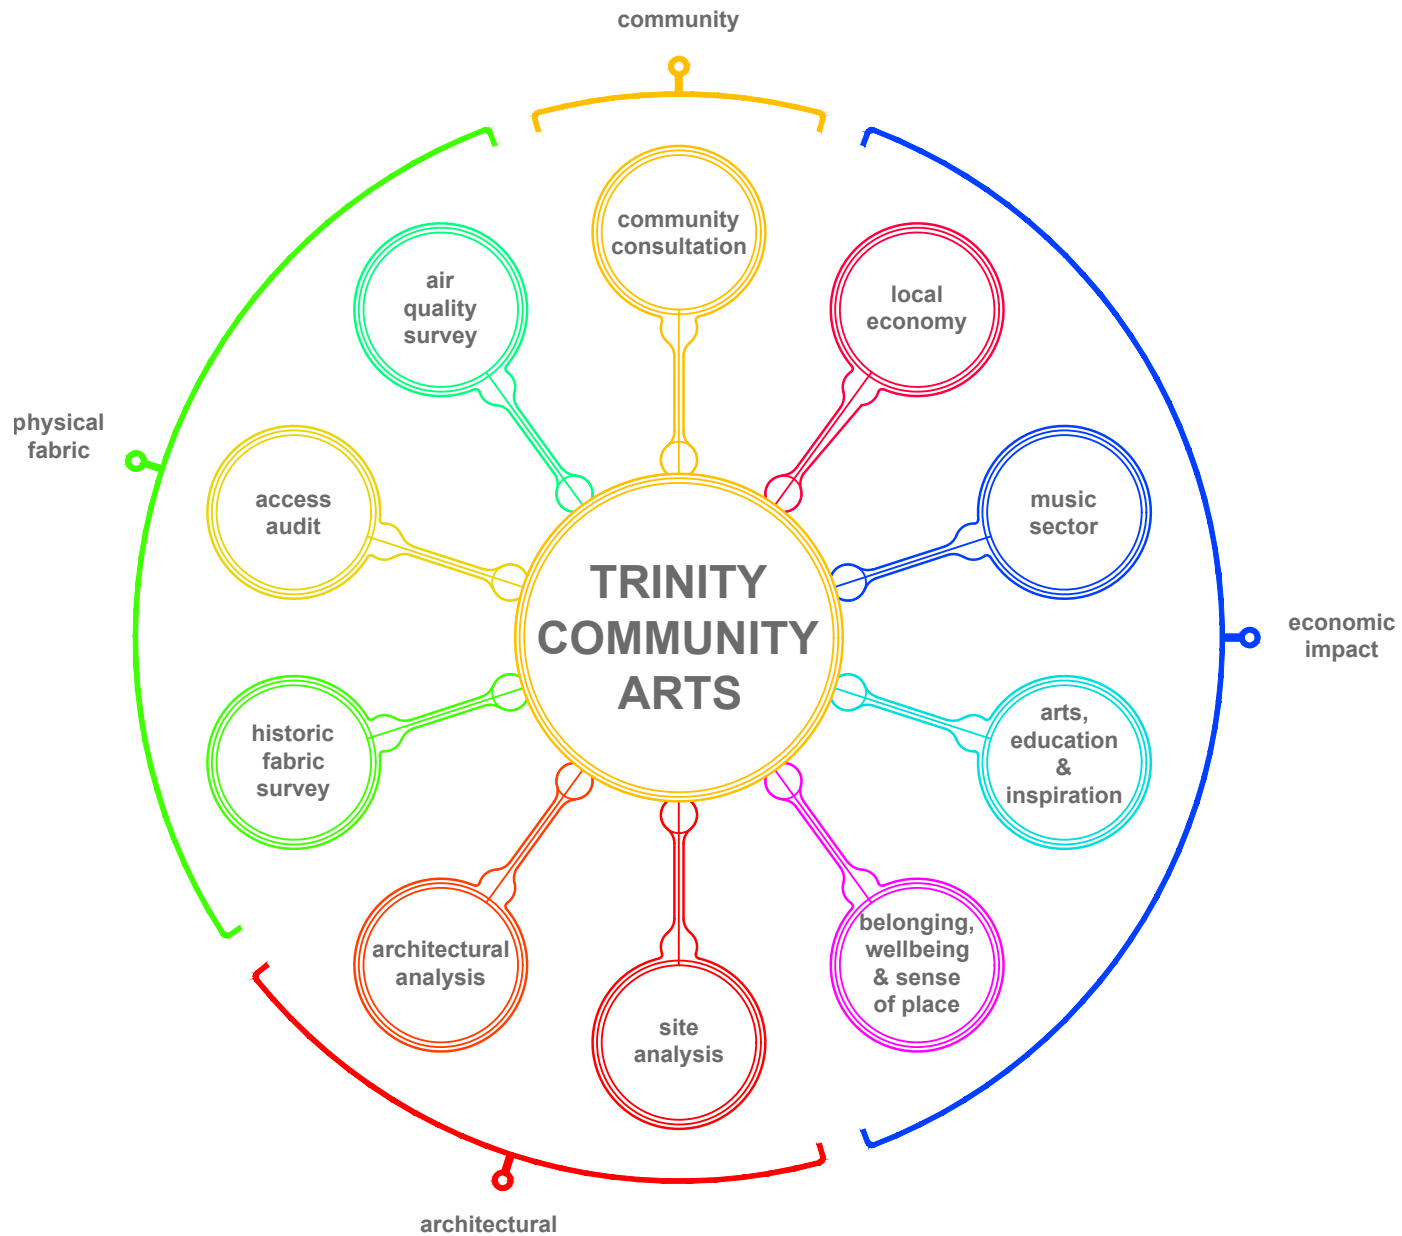 community
community
consultation
air
quality
survey
local
economy
physical
fabric
access
audit
music
sector
TRINITY
COMMUNITY
ARTS
economic
impact
historic
fabric
survey
arts,
education
&
inspiration
architectural
analysis
belonging,
wellbeing
& sense
of place
site
analysis
architectural